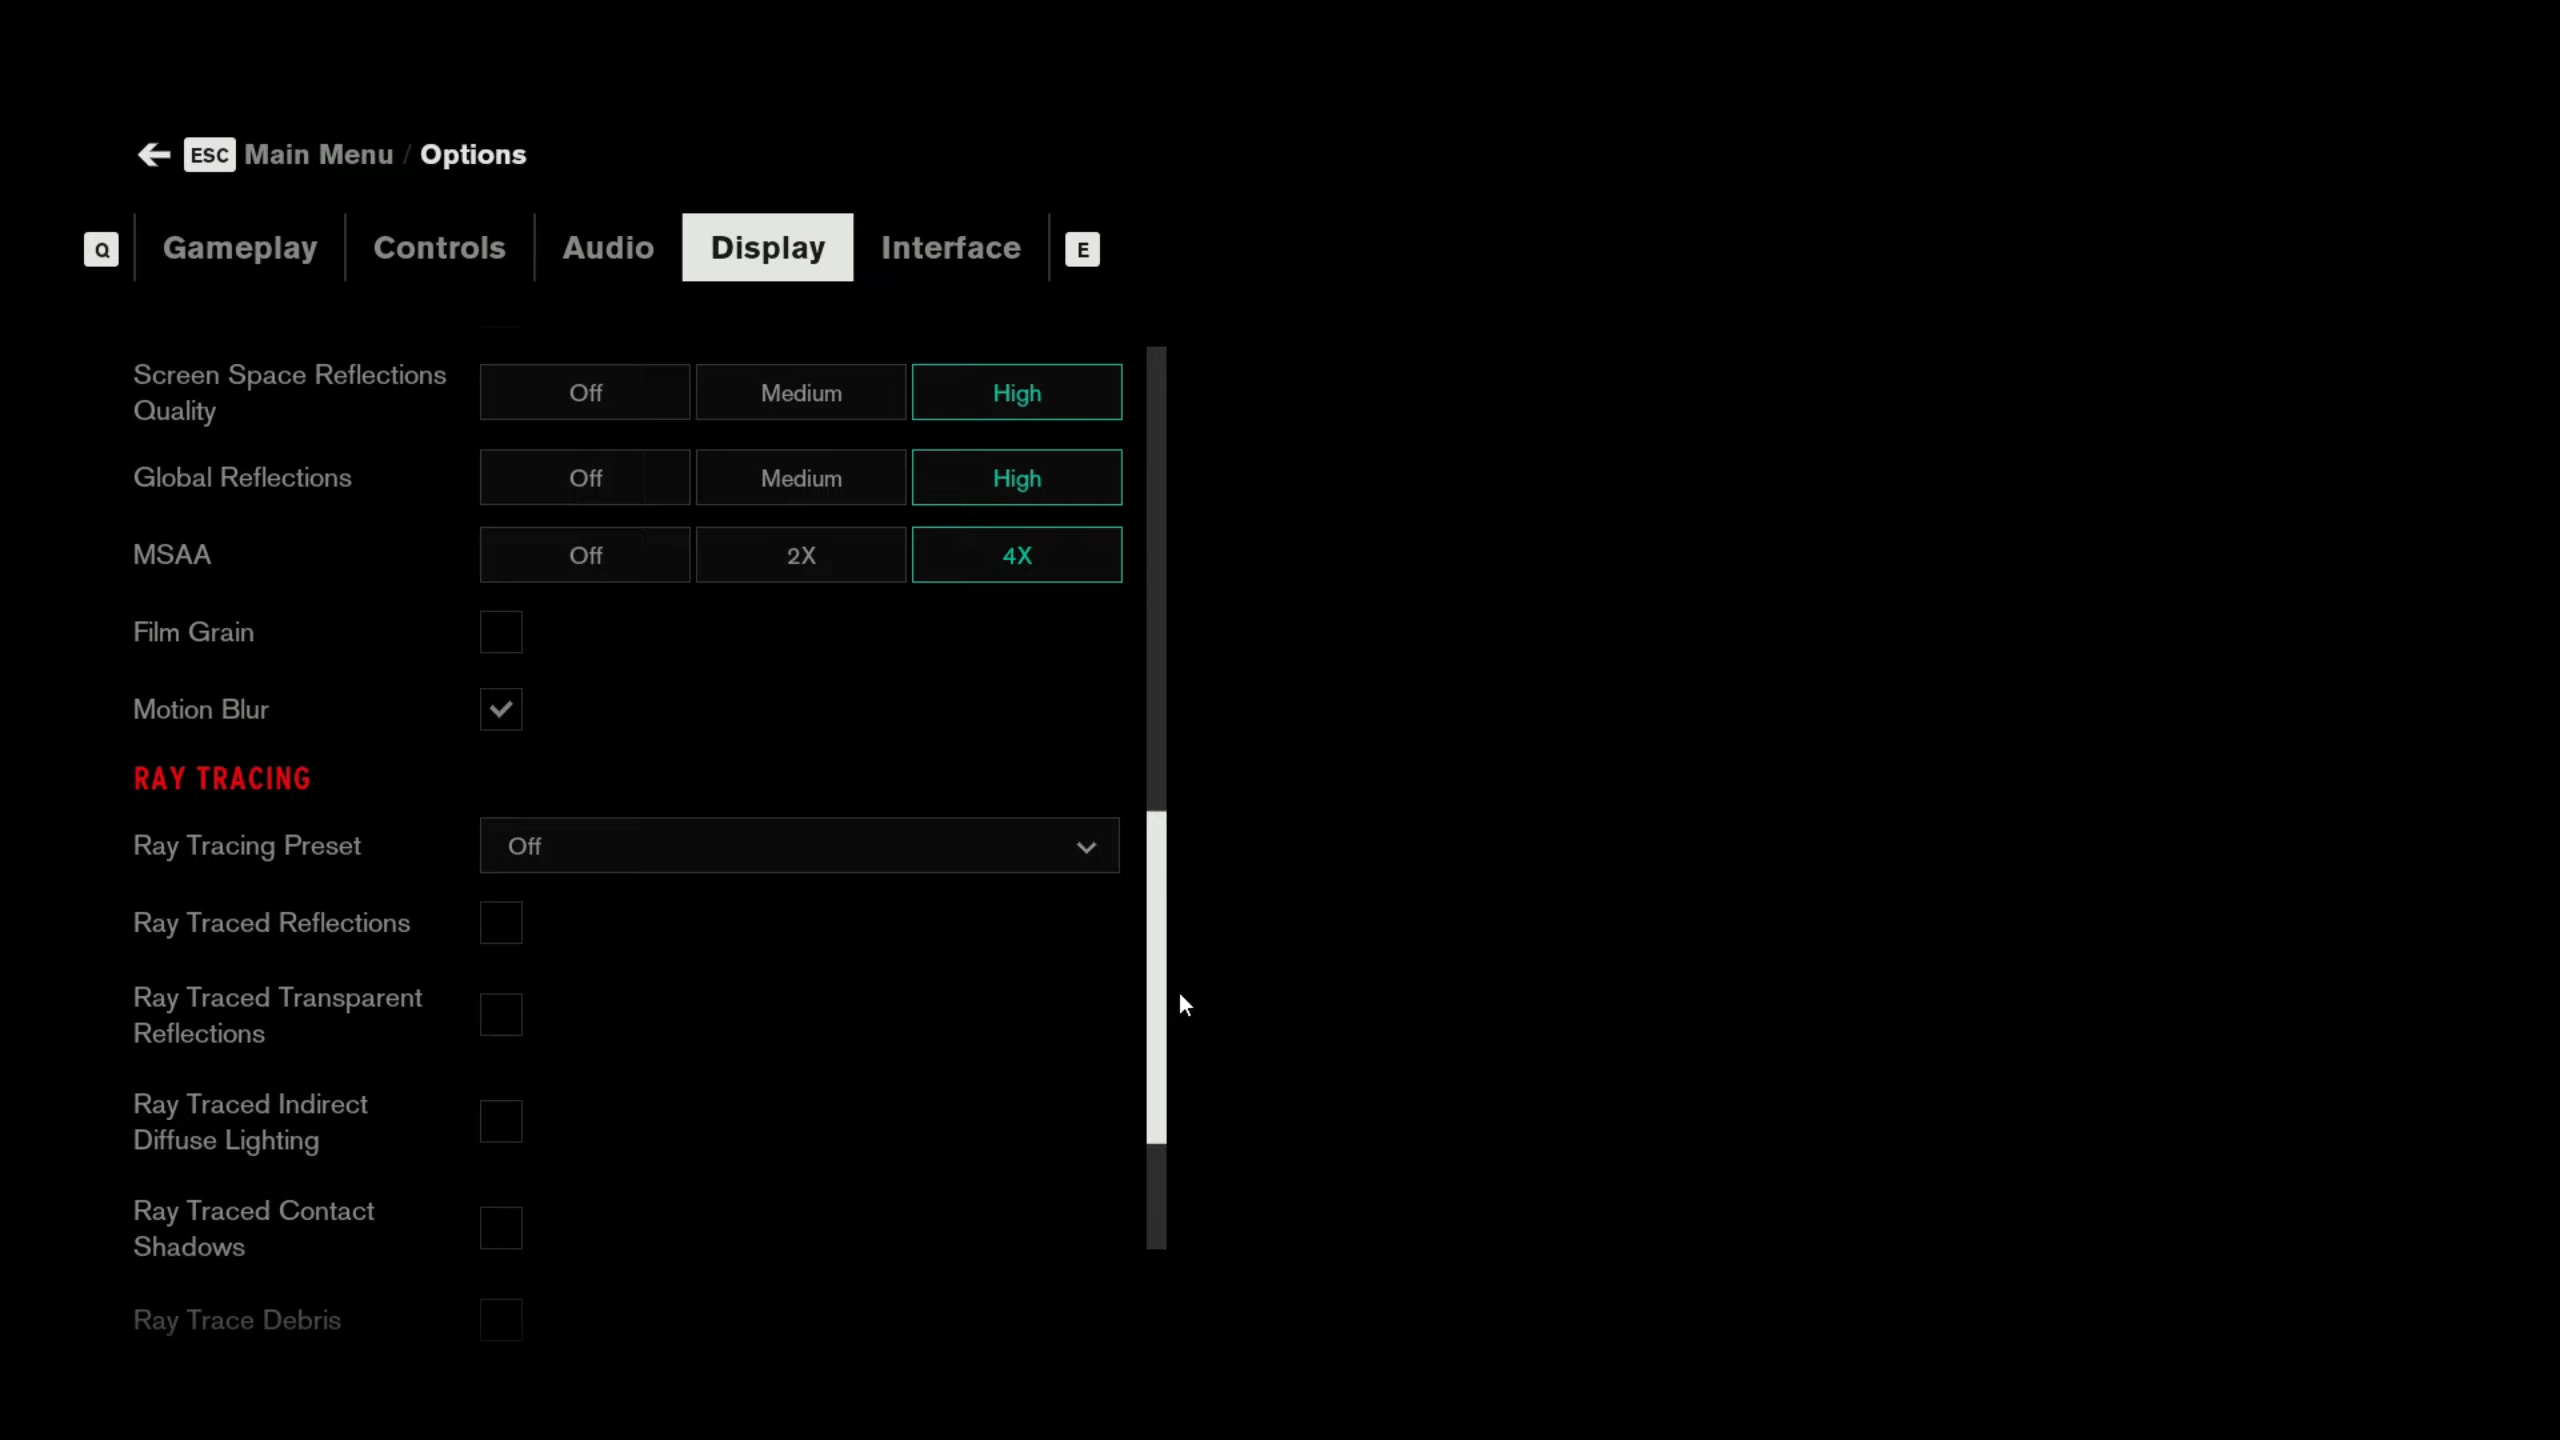 ESC Main Menu / Options
Q Gameplay Controls Audio Display Interface E
Screen Space Reflections
Quality
Off Medium High
Global Reflections Off Medium High
MSAA Off 2X 4X
Film Grain
Motion Blur
RAY TRACING
Ray Tracing Preset Off
Ray Traced Reflections
Ray Traced Transparent
Reflections
Ray Traced Indirect
Diffuse Lighting
Ray Traced Contact
Shadows
Ray Trace Debris